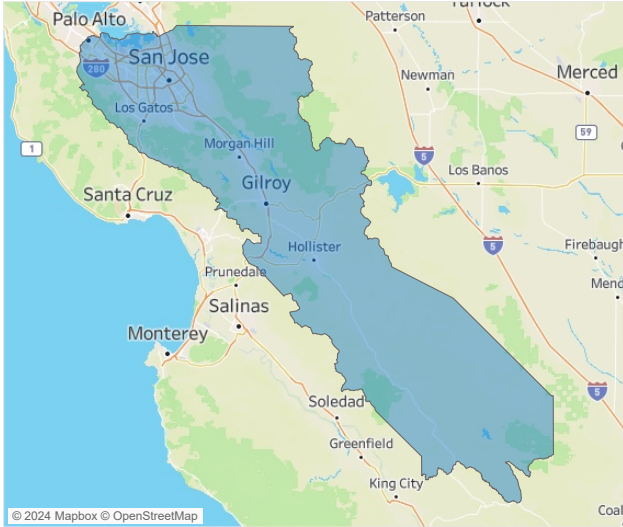 Palo Alto
Patterson
San Jose
280
Newman
Merced
Los Gatos
59
1
Morgan Hill
5
Los Banos
Gilroy
Santa Cruz
Hollister
5
Firebaugh
Prunedale
Mend
Salinas
Monterey
5
Soledad
Greenfield
King City
Coal
© 2024 Mapbox © OpenStreetMap